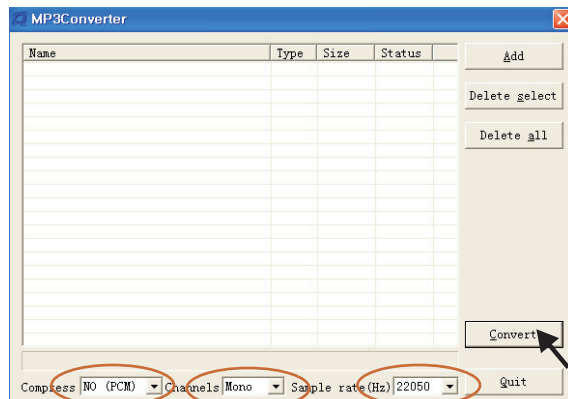 MP3Converter
Name Type Size Status
Add
Delete select
Delete all
Convert
Compress NO (PCM) Channels Mono Sample rate(Hz) 22050
Quit